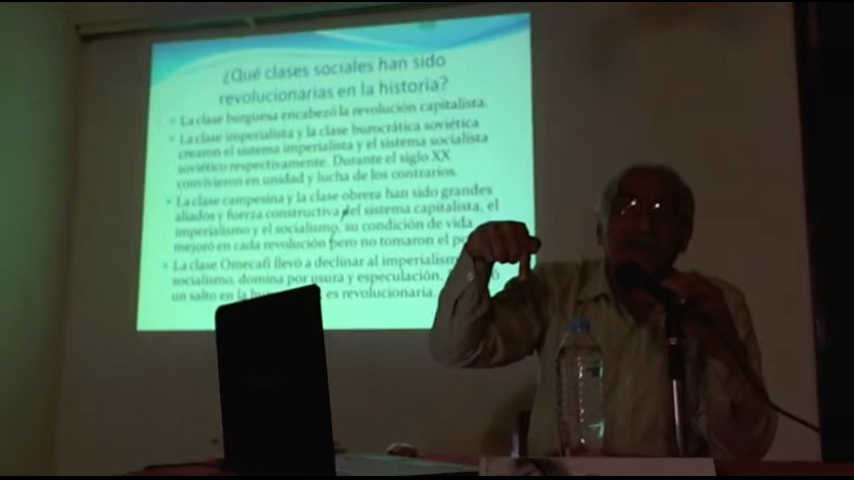 ¿Qué clases sociales han sido
revolucionarias en la historia?
La clase burguesa encabezó la revolución capitalista.
La clase imperialista y la clase burocrática soviética
crearon el sistema imperialista y el sistema socialista
soviético respectivamente. Durante el siglo XX
convivieron en unidad y lucha de los contrarios.
La clase campesina y la clase obrera han sido grandes
aliados y fuerza constructiva del sistema capitalista, el
imperialismo y el socialismo, su condición de vida
mejoró en cada revolución pero no tomaron el
La clase Omecafi llevó a declinar al imperialismo
socialismo, domina por usura y especulación,
un salto en la es revolucionaria.